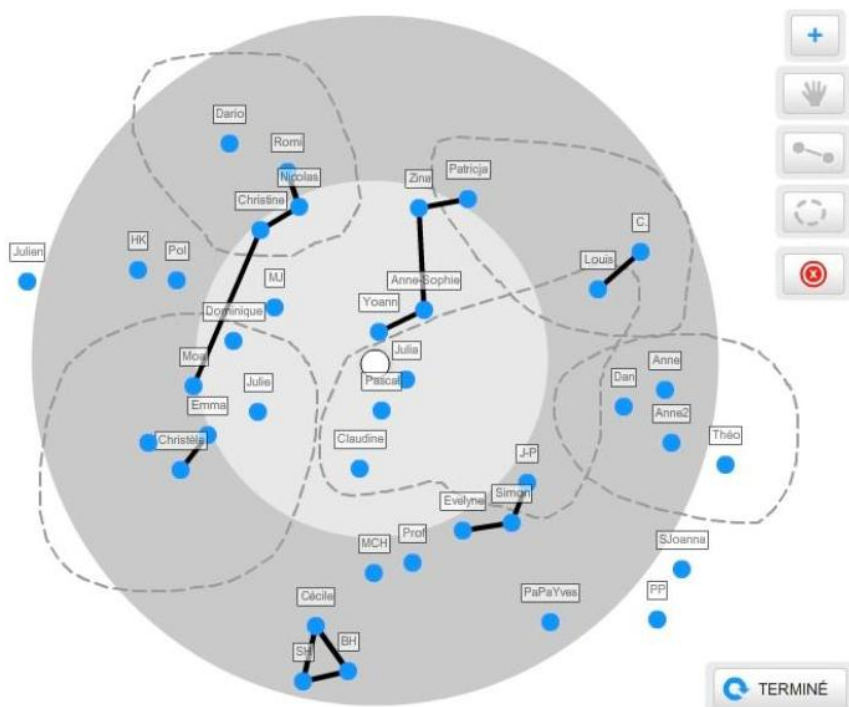 +
Dario
Romi
Nicolas
Christine
Zina
Patricja
C.
Louis
Julien
HK
Pol
MJ
Anne-Sophie
Yoann
Dominique
Julia
Moa
Pascal
Julie
Emma
Dan
Anne
Anne2
Christèle
Claudine
Théo
J-P
Simon
Evelyne
Prof
MCH
SJoanna
Cécile
PaPaYves
PP
BH
SH
x
TERMINÉ